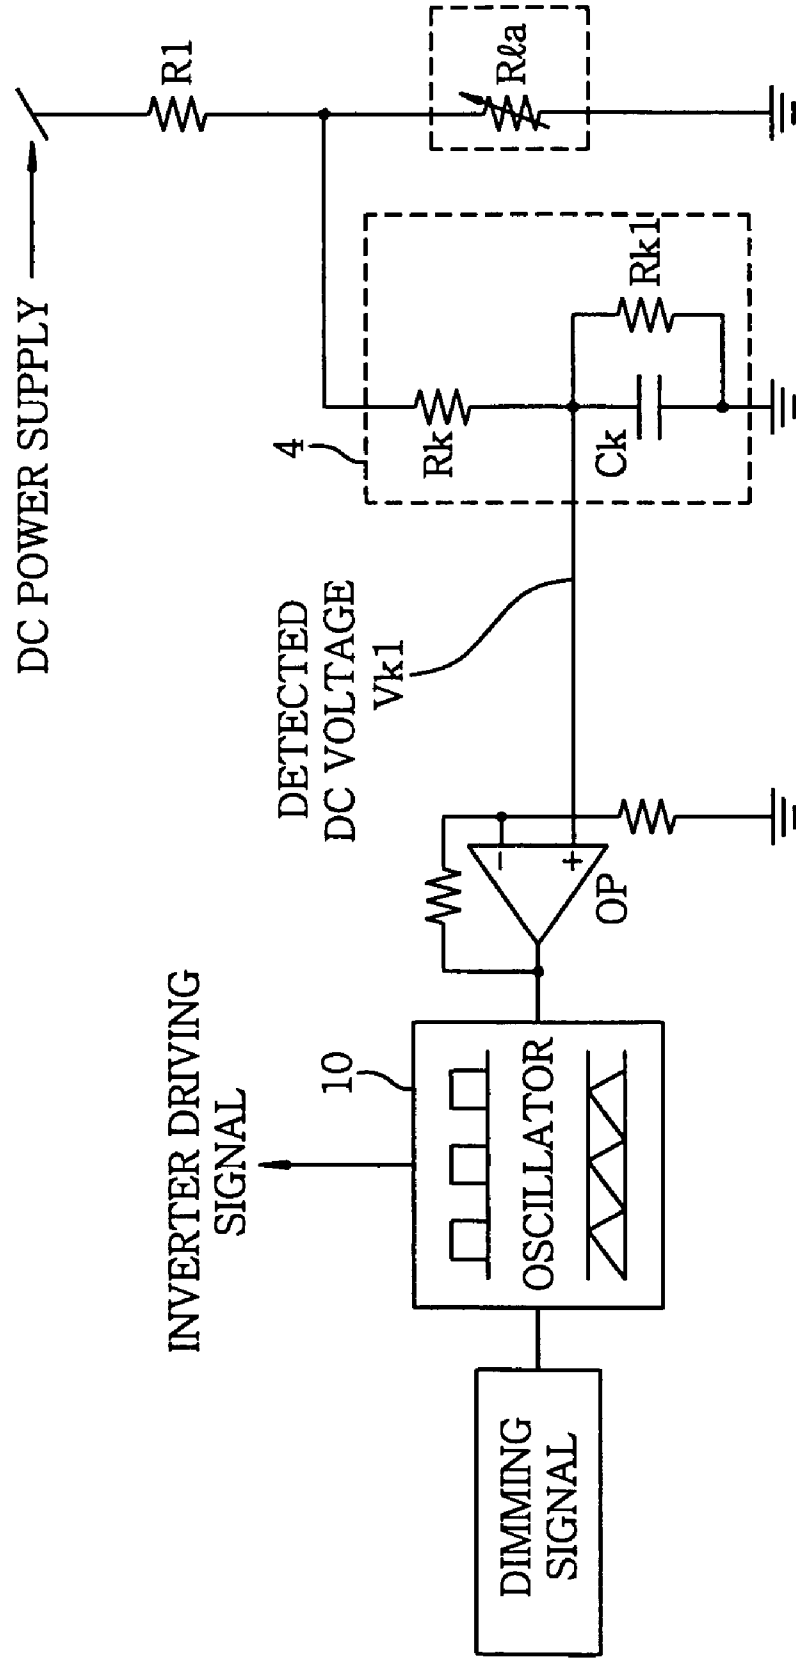 DC POWER SUPPLY
R1
Rℓa
4
Rk
Rk1
Ck
DETECTED
DC VOLTAGE
Vk1
-
+
OP
INVERTER DRIVING
SIGNAL
10
OSCILLATOR
DIMMING
SIGNAL